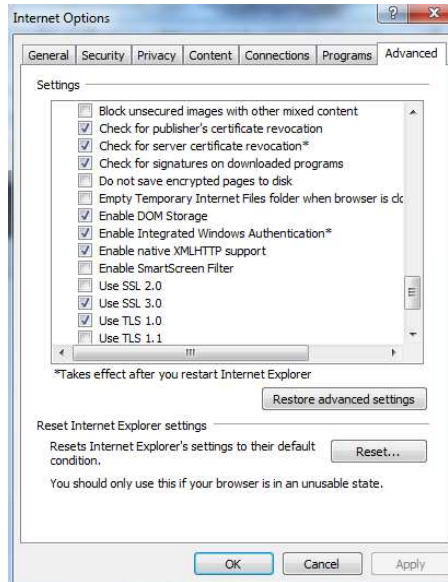 Internet Options
General Security Privacy Content Connections Programs Advanced
Settings
Block unsecured images with other mixed content
Check for publisher's certificate revocation
Check for server certificate revocation*
Check for signatures on downloaded programs
Do not save encrypted pages to disk
Empty Temporary Internet Files folder when browser is clo
Enable DOM Storage
Enable Integrated Windows Authentication*
Enable native XMLHTTP support
Enable SmartScreen Filter
Use SSL 2.0
Use SSL 3.0
Use TLS 1.0
Use TLS 1.1
*Takes effect after you restart Internet Explorer
Restore advanced settings
Reset Internet Explorer settings
Resets Internet Explorer's settings to their default
condition.
Reset...
You should only use this if your browser is in an unusable state.
OK Cancel Apply